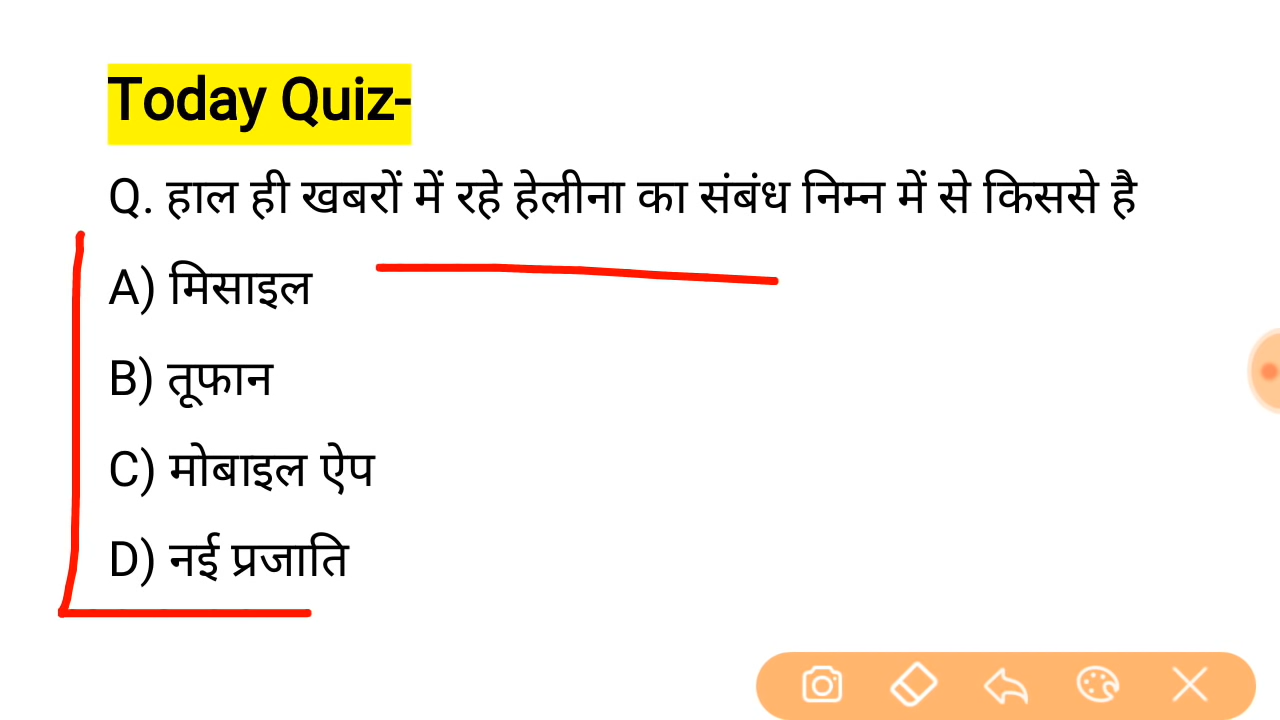 Today Quiz-
Q. हाल ही खबरों में रहे हेलीना का संबंध निम्न में से किससे है
A) मिसाइल
B) तूफान
C) मोबाइल ऐप
D) नई प्रजाति